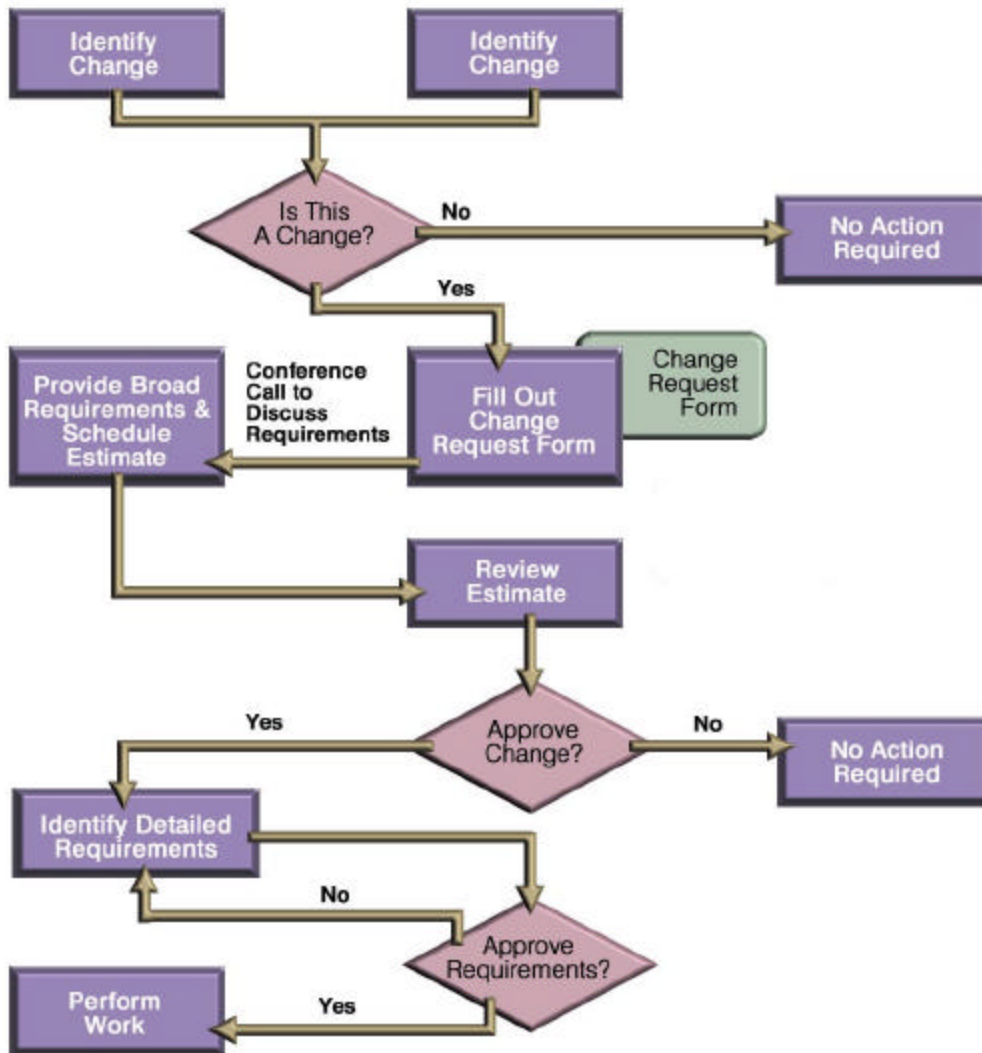 Identify
Change
Identify
Change
Is This
A Change?
No
No Action
Required
Yes
Provide Broad
Requirements &
Schedule
Estimate
Conference
Call to
Discuss
Requirements
Fill Out
Change
Request Form
Change
Request
Form
Review
Estimate
Yes
Approve
Change?
No
No Action
Required
Identify Detailed
Requirements
No
Approve
Requirements?
Perform
Work
Yes